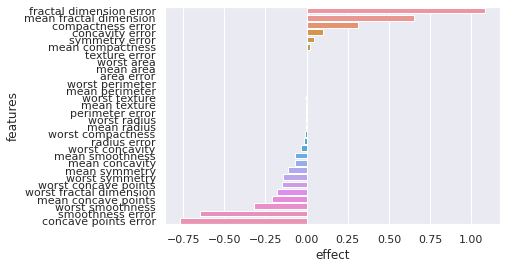 fractal dimension error
mean fractal dimension
compactness error
concavity error
symmetry error
mean compactness
texture error
worst area
mean area
area error
worst perimeter
mean perimeter
worst texture
mean texture
perimeter error
worst radius
mean radius
worst compactness
radius error
worst concavity
mean smoothness
mean concavity
mean symmetry
worst symmetry
worst concave points
worst fractal dimension
mean concave points
worst smoothness
smoothness error
concave points error
features
−0.75 −0.50 −0.25 0.00 0.25 0.50 0.75 1.00
effect